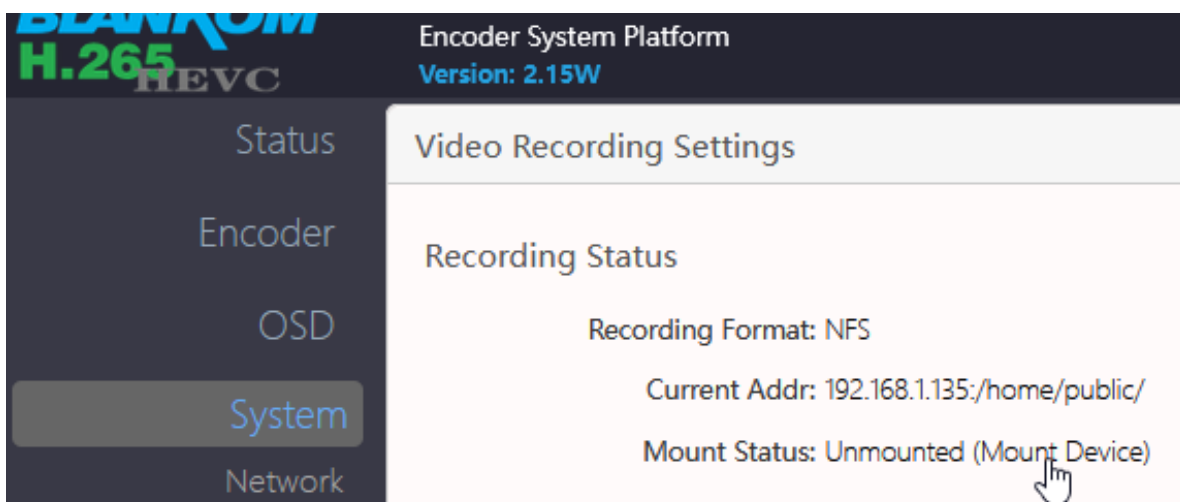 BLANKOM
H.265
HEVC
Encoder System Platform
Version: 2.15W
Status
Encoder
OSD
System
Network
Video Recording Settings
Recording Status
Recording Format: NFS
Current Addr: 192.168.1.135:/home/public/
Mount Status: Unmounted (Mount Device)